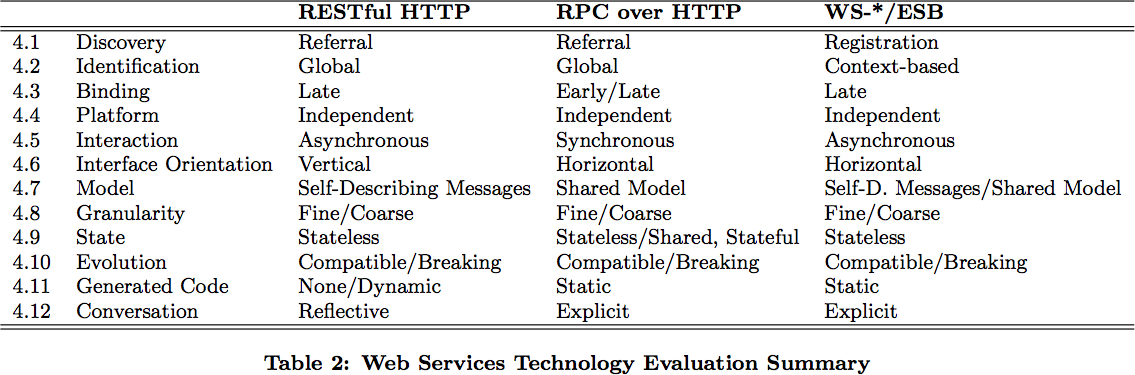 RESTful HTTP RPC over HTTP WS-*/ESB
4.1 Discovery Referral Referral Registration
4.2 Identification Global Global Context-based
4.3 Binding Late Early/Late Late
4.4 Platform Independent Independent Independent
4.5 Interaction Asynchronous Synchronous Asynchronous
4.6 Interface Orientation Vertical Horizontal Horizontal
4.7 Model Self-Describing Messages Shared Model Self-D. Messages/Shared Model
4.8 Granularity Fine/Coarse Fine/Coarse Fine/Coarse
4.9 State Stateless Stateless/Shared, Stateful Stateless
4.10 Evolution Compatible/Breaking Compatible/Breaking Compatible/Breaking
4.11 Generated Code None/Dynamic Static Static
4.12 Conversation Reflective Explicit Explicit
Table 2: Web Services Technology Evaluation Summary